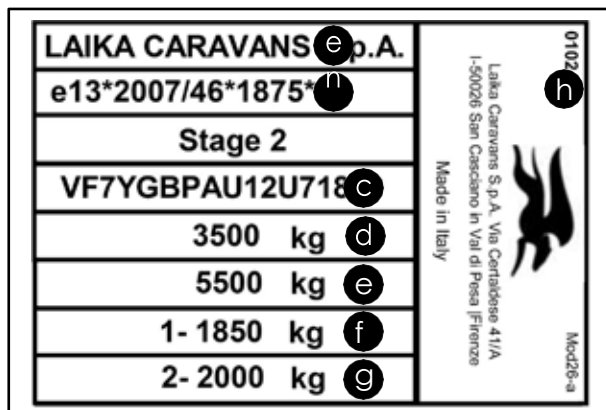 LAIKA CARAVANS e p.A.
e13*2007/46*1875* n
Stage 2
VF7YGBPAU12U718 c
3500 kg d
5500 kg e
1- 1850 kg f
2- 2000 kg g
0102
h
Laika Caravans S.p.A. Via Certaldese 41/A
I-50026 San Casciano in Val di Pesa |Firenze
Made in Italy
Mod26-a